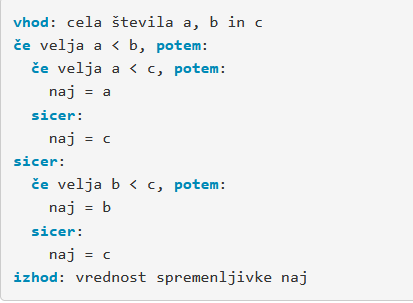 vhod: cela števila a, b in c
če velja a < b, potem:
  če velja a < c, potem:
    naj = a
  sicer:
    naj = c
sicer:
  če velja b < c, potem:
    naj = b
  sicer:
    naj = c
izhod: vrednost spremenljivke naj